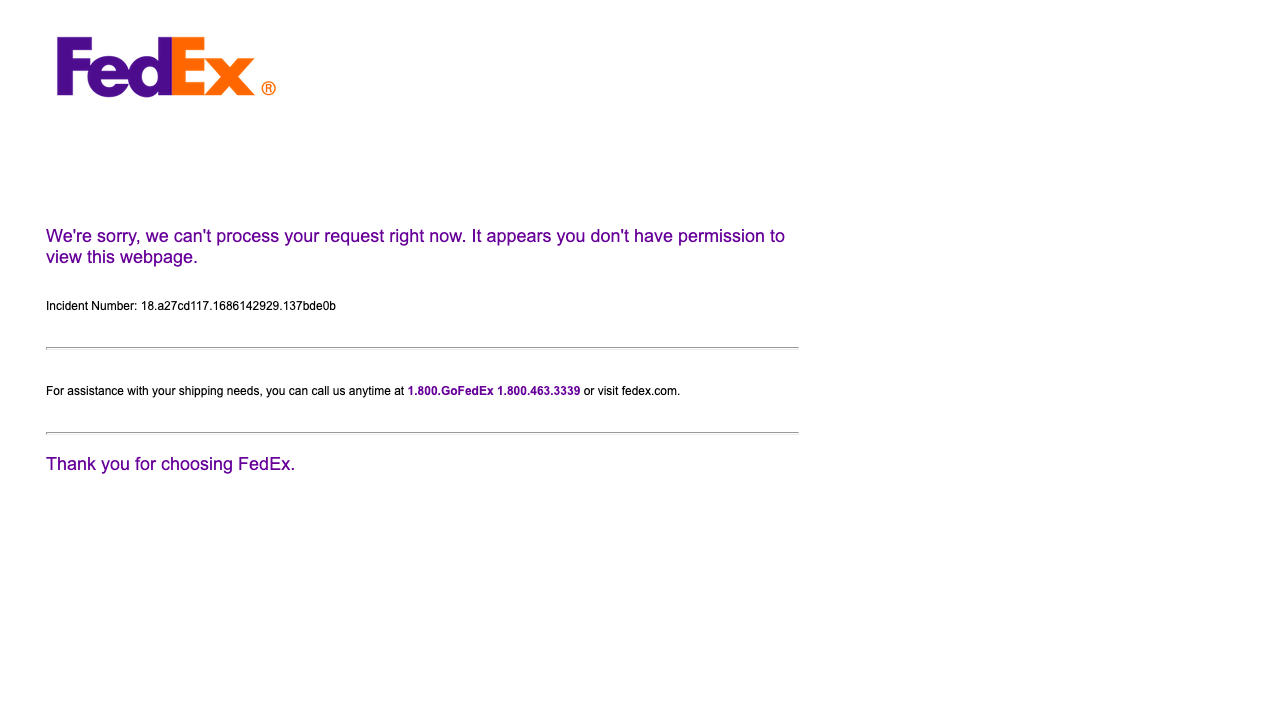 FedEx ®
We're sorry, we can't process your request right now. It appears you don't have permission to
view this webpage.
Incident Number: 18.a27cd117.1686142929.137bde0b
For assistance with your shipping needs, you can call us anytime at 1.800.GoFedEx 1.800.463.3339 or visit fedex.com.
Thank you for choosing FedEx.